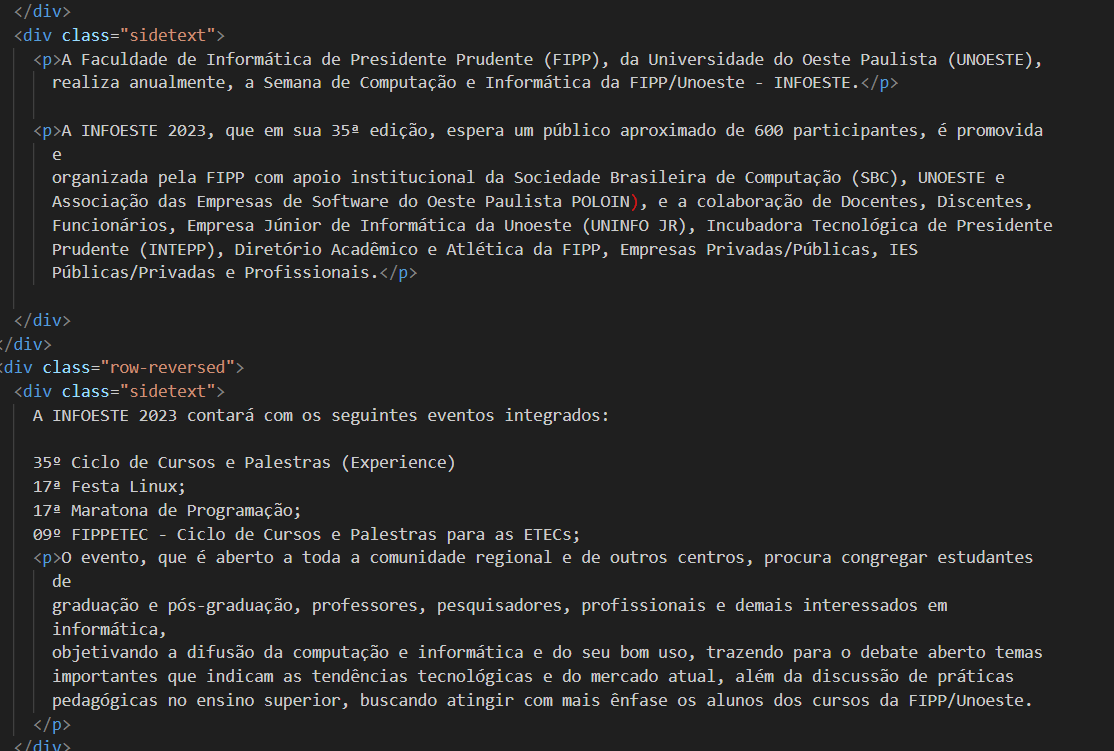 </div>
<div class="sidetext">
<p>A Faculdade de Informática de Presidente Prudente (FIPP), da Universidade do Oeste Paulista (UNOESTE),
realiza anualmente, a Semana de Computação e Informática da FIPP/Unoeste - INFOESTE.</p>
<p>A INFOESTE 2023, que em sua 35ª edição, espera um público aproximado de 600 participantes, é promovida
e
organizada pela FIPP com apoio institucional da Sociedade Brasileira de Computação (SBC), UNOESTE e
Associação das Empresas de Software do Oeste Paulista POLOIN), e a colaboração de Docentes, Discentes,
Funcionários, Empresa Júnior de Informática da Unoeste (UNINFO JR), Incubadora Tecnológica de Presidente
Prudente (INTEPP), Diretório Acadêmico e Atlética da FIPP, Empresas Privadas/Públicas, IES
Públicas/Privadas e Profissionais.</p>
</div>
</div>
<div class="row-reversed">
<div class="sidetext">
A INFOESTE 2023 contará com os seguintes eventos integrados:
35º Ciclo de Cursos e Palestras (Experience)
17ª Festa Linux;
17ª Maratona de Programação;
09º FIPPETEC - Ciclo de Cursos e Palestras para as ETECs;
<p>O evento, que é aberto a toda a comunidade regional e de outros centros, procura congregar estudantes
de
graduação e pós-graduação, professores, pesquisadores, profissionais e demais interessados em
informática,
objetivando a difusão da computação e informática e do seu bom uso, trazendo para o debate aberto temas
importantes que indicam as tendências tecnológicas e do mercado atual, além da discussão de práticas
pedagógicas no ensino superior, buscando atingir com mais ênfase os alunos dos cursos da FIPP/Unoeste.
</p>
</div>